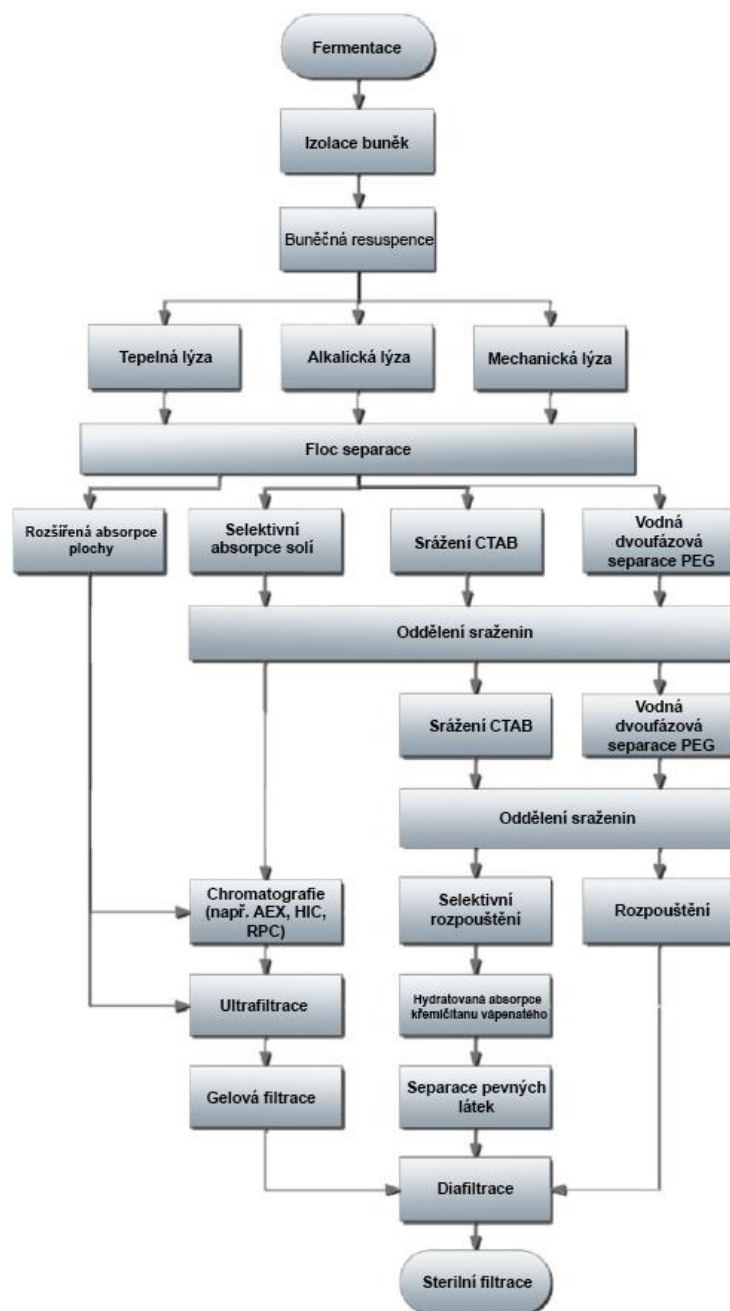 Fermentace
Izolace buněk
Buněčná resuspence
Tepelná lýza
Alkalická lýza
Mechanická lýza
Floc separace
Rozšířená absorpce
plochy
Selektivní
absorpce solí
Srážení CTAB
Vodná
dvoufázová
separace PEG
Oddělení sraženin
Srážení CTAB
Vodná
dvoufázová
separace PEG
Oddělení sraženin
Chromatografie
(např. AEX, HIC,
RPC)
Selektivní
rozpouštění
Rozpouštění
Ultrafiltrace
Hydratovaná absorpce
křemičitanu vápenatého
Gelová filtrace
Separace pevných
látek
Diafiltrace
Sterilní filtrace